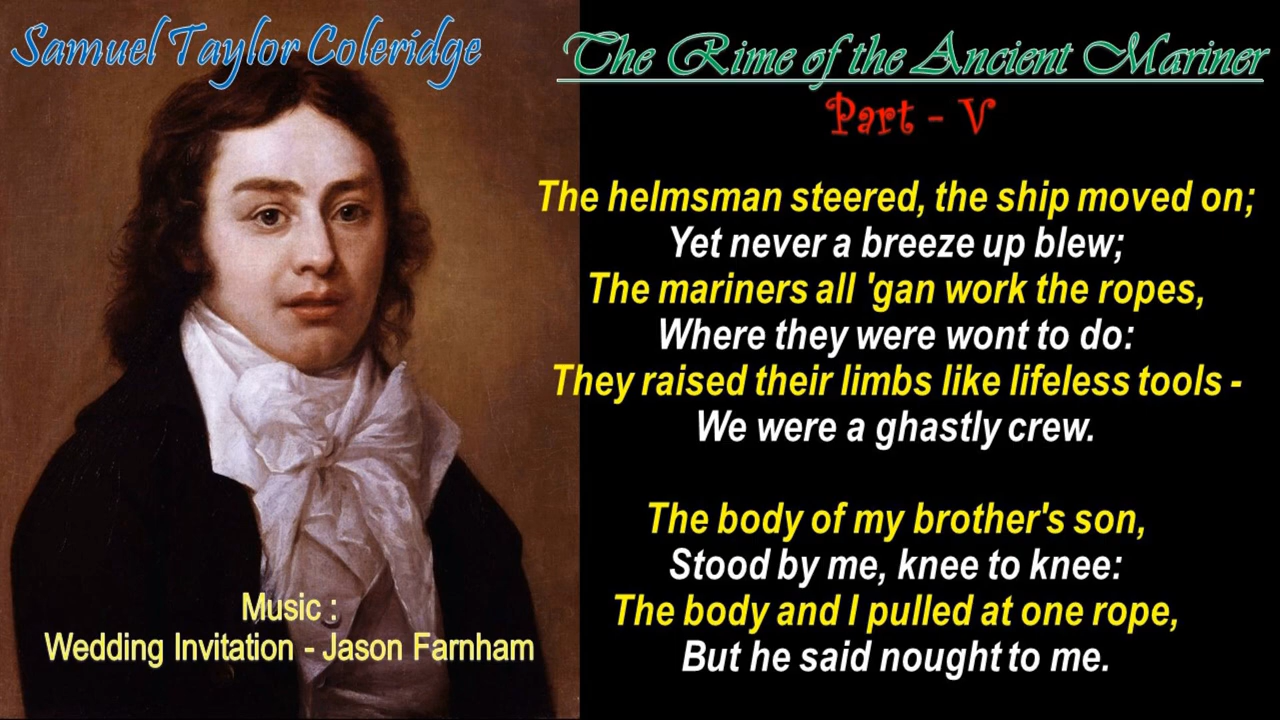 Samuel Taylor Coleridge
The Rime of the Ancient Mariner
Part - V
The helmsman steered, the ship moved on;
Yet never a breeze up blew;
The mariners all 'gan work the ropes,
Where they were wont to do:
They raised their limbs like lifeless tools -
We were a ghastly crew.
The body of my brother's son,
Stood by me, knee to knee:
The body and I pulled at one rope,
But he said nought to me.
Music :
Wedding Invitation - Jason Farnham